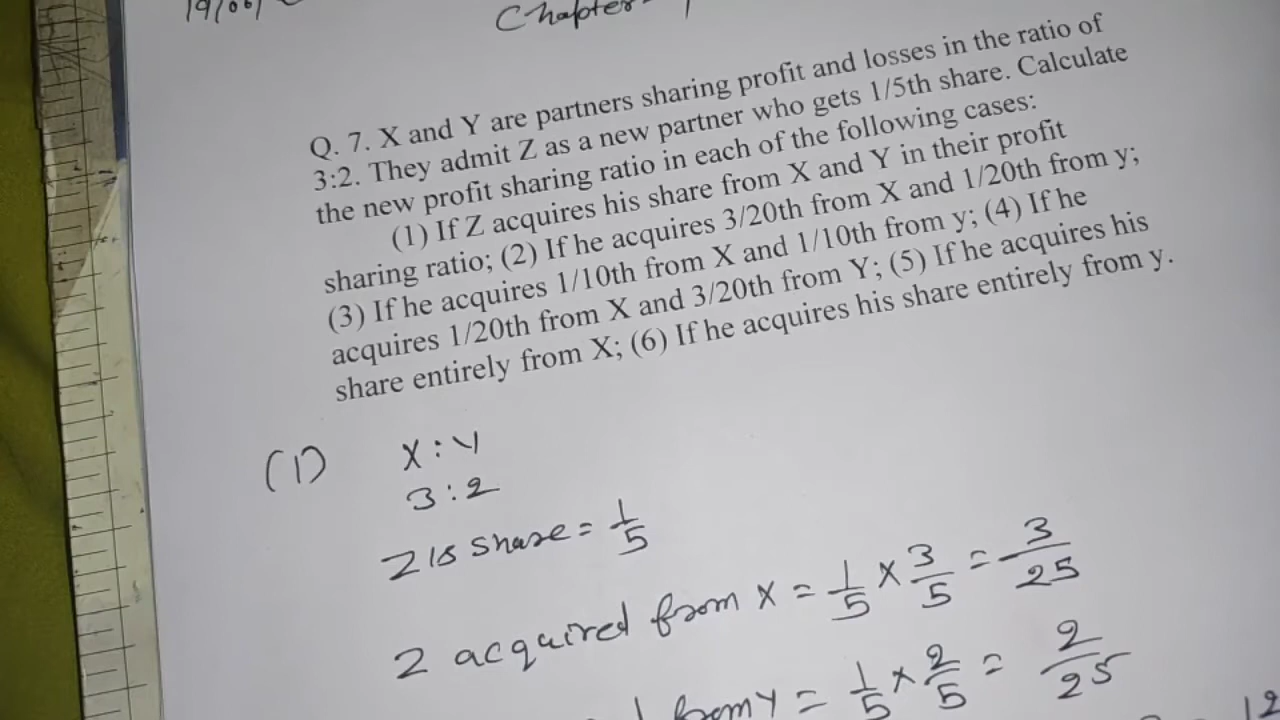 19/06/
Chapter-1
Q. 7. X and Y are partners sharing profit and losses in the ratio of
3:2. They admit Z as a new partner who gets 1/5th share. Calculate
the new profit sharing ratio in each of the following cases:
(1) If Z acquires his share from X and Y in their profit
sharing ratio; (2) If he acquires 3/20th from X and 1/20th from y;
(3) If he acquires 1/10th from X and 1/10th from y; (4) If he
acquires 1/20th from X and 3/20th from Y; (5) If he acquires his
share entirely from X; (6) If he acquires his share entirely from y.
(1) X : Y
3 : 2
Z's share = 1/5
Z acquired from X = 1/5 × 3/5 = 3/25
from Y = 1/5 × 2/5 = 2/25
12